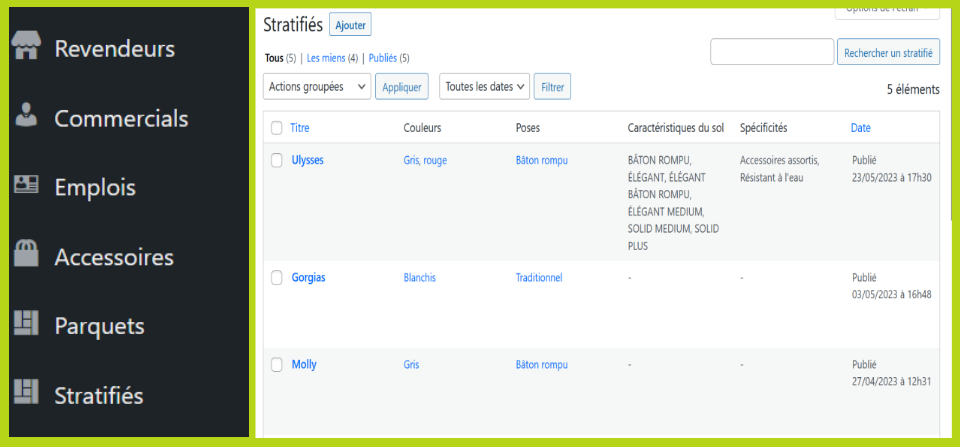 Revendeurs
Commercials
Emplois
Accessoires
Parquets
Stratifiés
Options de l'écran
Stratifiés Ajouter
Tous (5) | Les miens (4) | Publiés (5)
Rechercher un stratifié
Actions groupées Appliquer Toutes les dates Filtrer
5 éléments
Titre Couleurs Poses Caractéristiques du sol Spécificités Date
Ulysses Gris, rouge Bâton rompu BÂTON ROMPU, Accessoires assortis, Publié
ÉLÉGANT, ÉLÉGANT Résistant à l'eau 23/05/2023 à 17h30
BÂTON ROMPU,
ÉLÉGANT MEDIUM,
SOLID MEDIUM, SOLID
PLUS
Gorgias Blanchis Traditionnel - - Publié
03/05/2023 à 16h48
Molly Gris Bâton rompu - - Publié
27/04/2023 à 12h31